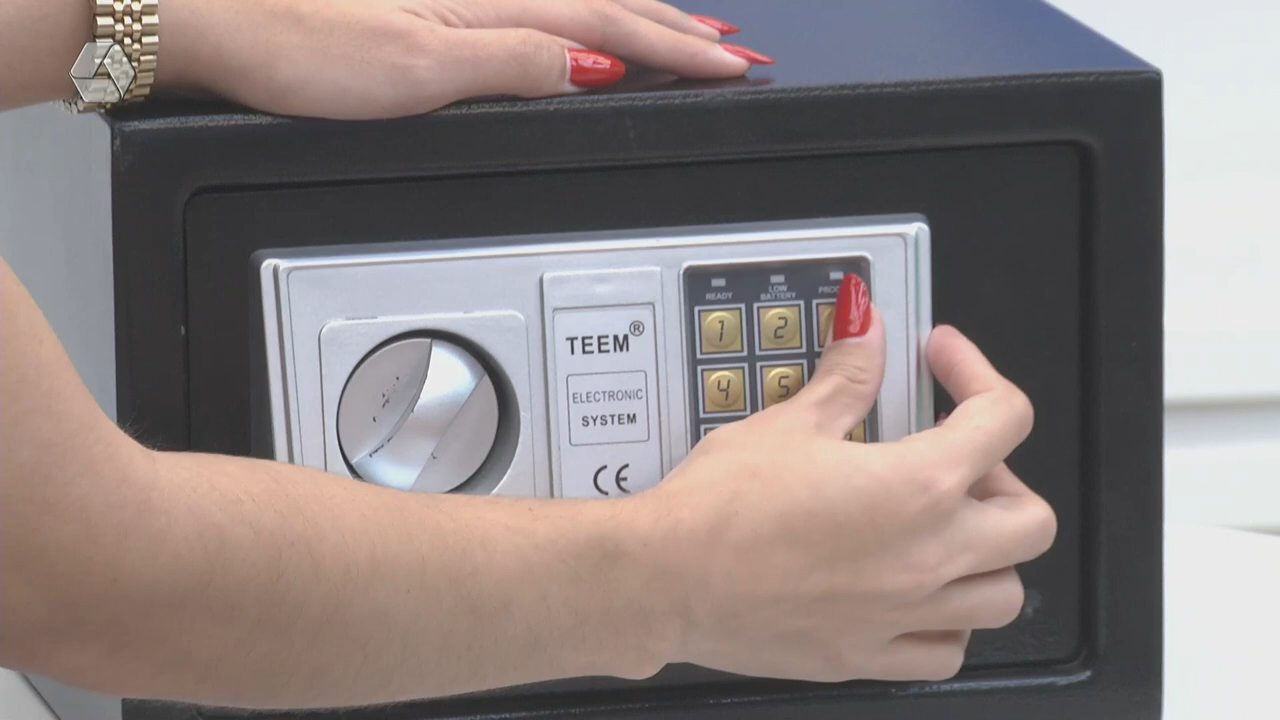 TEEM®
ELECTRONIC
SYSTEM
CE
READY
LOW
BATTERY
1 2
4 5